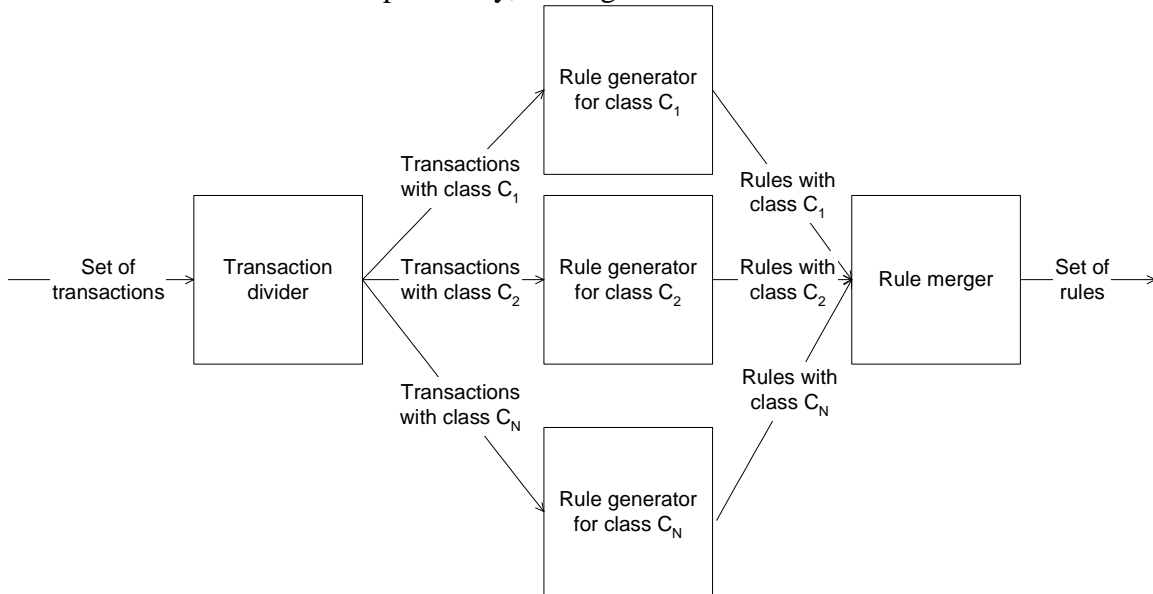 Rule generator
for class C1
Transactions
with class C1
Rules with
class C1
Set of
transactions
Transaction
divider
Transactions
with class C2
Rule generator
for class C2
Rules with
class C2
Rule merger
Set of
rules
Transactions
with class CN
Rules with
class CN
Rule generator
for class CN